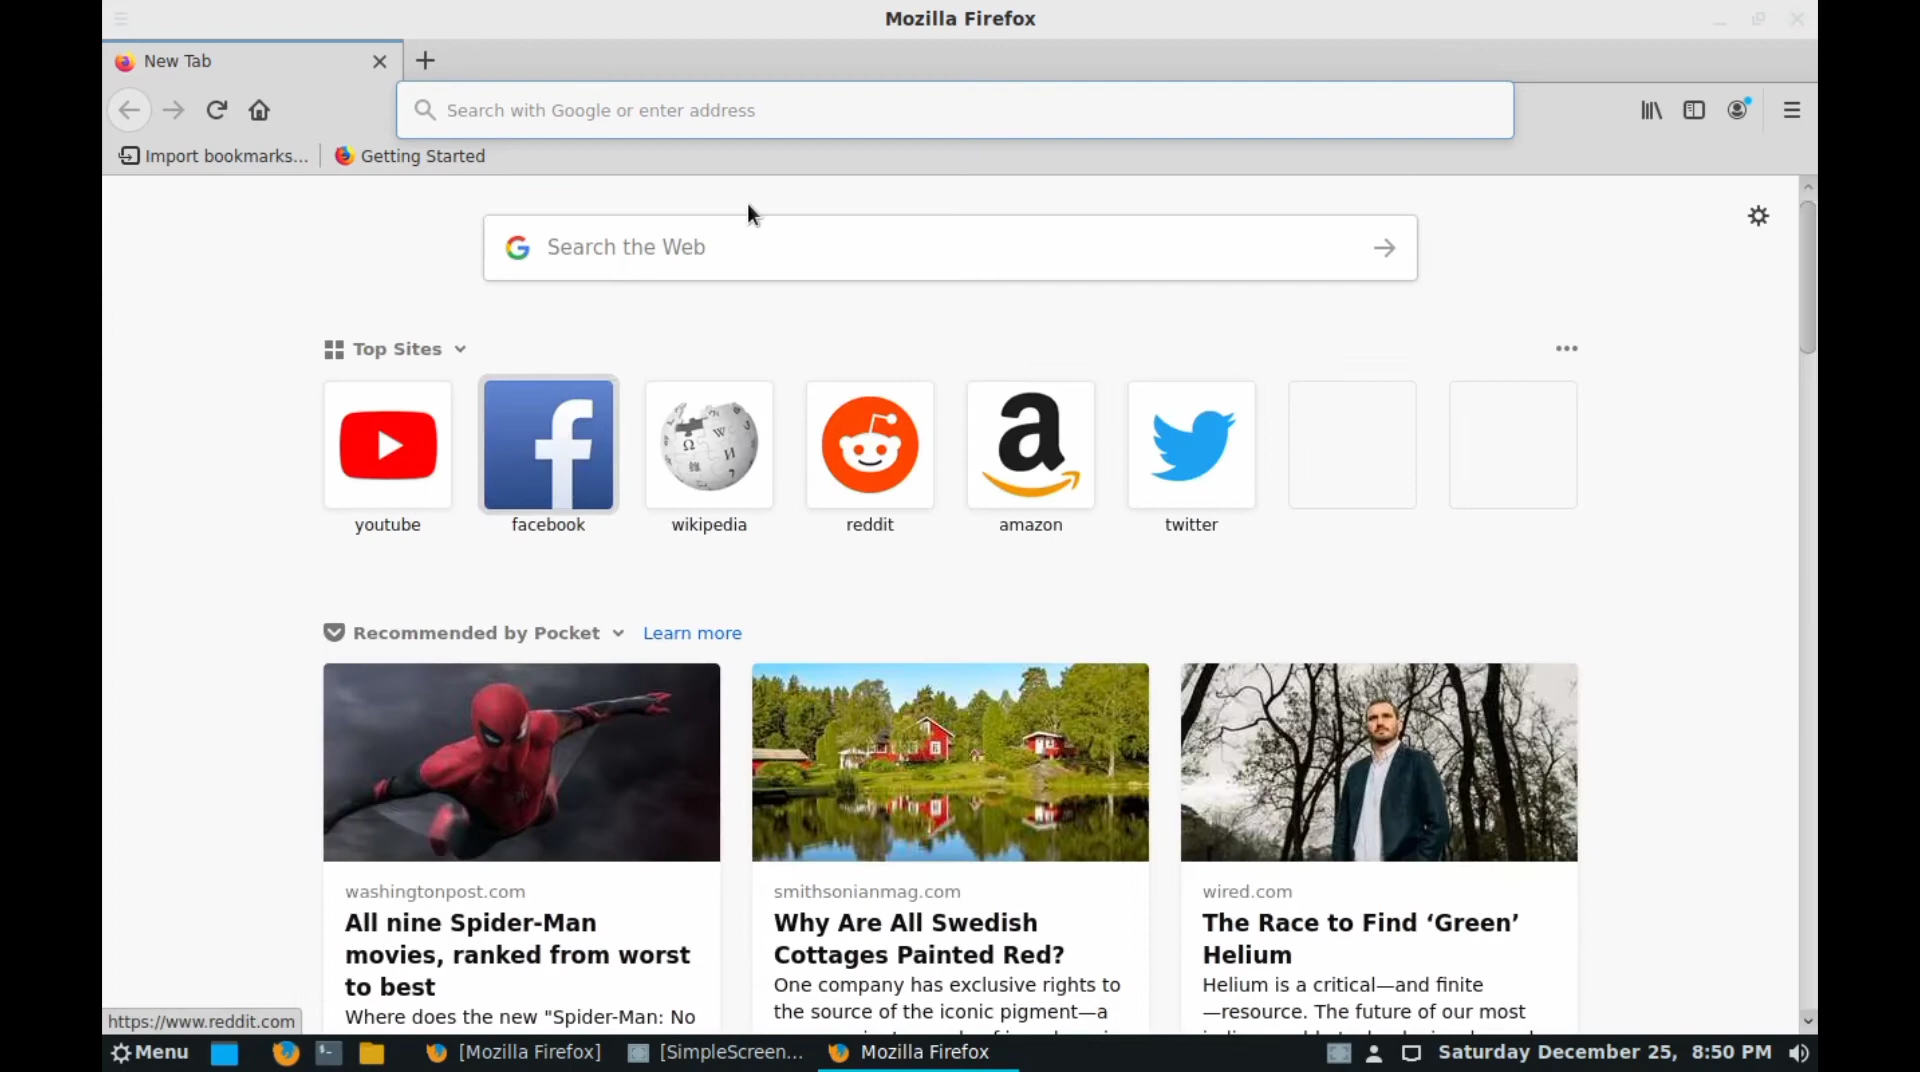 Mozilla Firefox
New Tab
Search with Google or enter address
Import bookmarks... Getting Started
Search the Web
Top Sites
youtube facebook wikipedia reddit amazon twitter
Recommended by Pocket Learn more
washingtonpost.com
All nine Spider-Man
movies, ranked from worst
to best
Where does the new "Spider-Man: No
smithsonianmag.com
Why Are All Swedish
Cottages Painted Red?
One company has exclusive rights to
the source of the iconic pigment—a
wired.com
The Race to Find ‘Green’
Helium
Helium is a critical—and finite
—resource. The future of our most
https://www.reddit.com
Menu [Mozilla Firefox] [SimpleScreen... Mozilla Firefox Saturday December 25, 8:50 PM